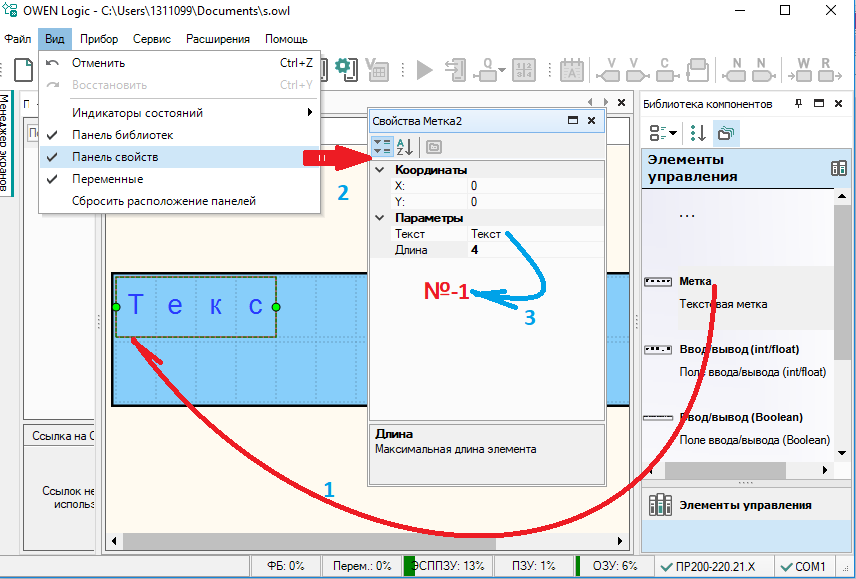 OWEN Logic - C:\Users\1311099\Documents\s.owl
Файл Вид Прибор Сервис Расширения Помощь
Отменить Ctrl+Z
Восстановить Ctrl+Y
Индикаторы состояний
Панель библиотек
Панель свойств
Переменные
Сбросить расположение панелей
Менеджер экранов
2
Свойства Метка2
Координаты
X: 0
Y: 0
Параметры
Текст Текст
Длина 4
№-1
3
Длина
Максимальная длина элемента
Текс
1
Ссылка на
Ссылок не
использ
Библиотека компонентов
Элементы
управления
...
Метка
Текстовая метка
Ввод/вывод (int/float)
Поле ввода/вывода (int/float)
Ввод/вывод (Boolean)
Поле ввода/вывода (Boolean)
Элементы управления
ФБ: 0% Перем.: 0% ЭСППЗУ: 13% ПЗУ: 1% ОЗУ: 6% ПР200-220.21.X COM1